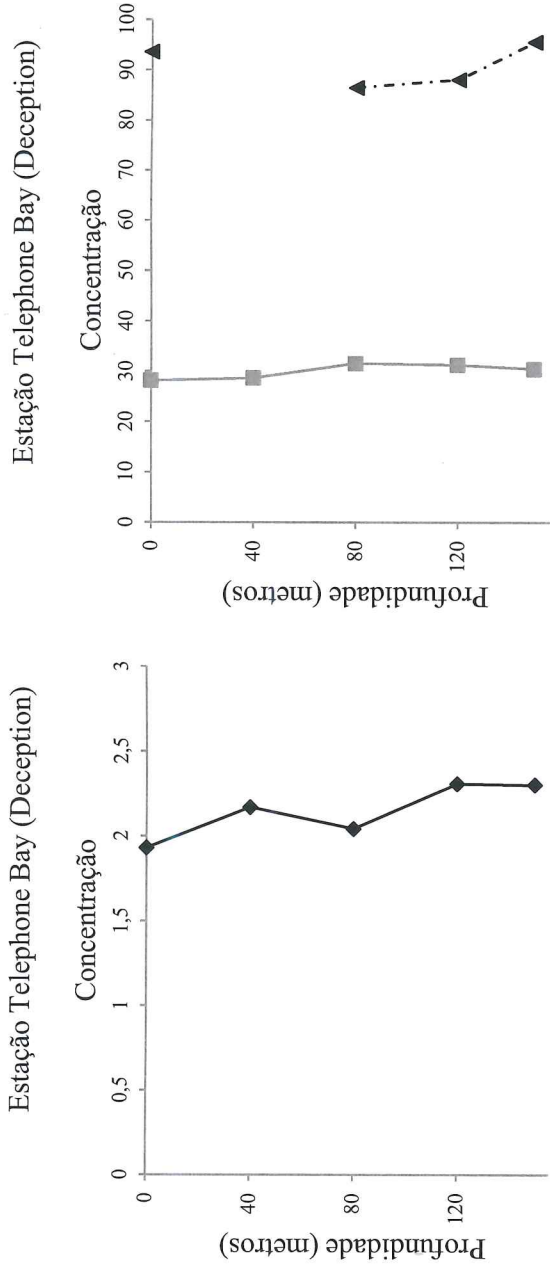 Estação Telephone Bay (Deception)
Concentração
0 0,5 1 1,5 2 2,5 3
0
40
80
120
Profundidade (metros)
Estação Telephone Bay (Deception)
Concentração
0 10 20 30 40 50 60 70 80 90 100
0
40
80
120
Profundidade (metros)